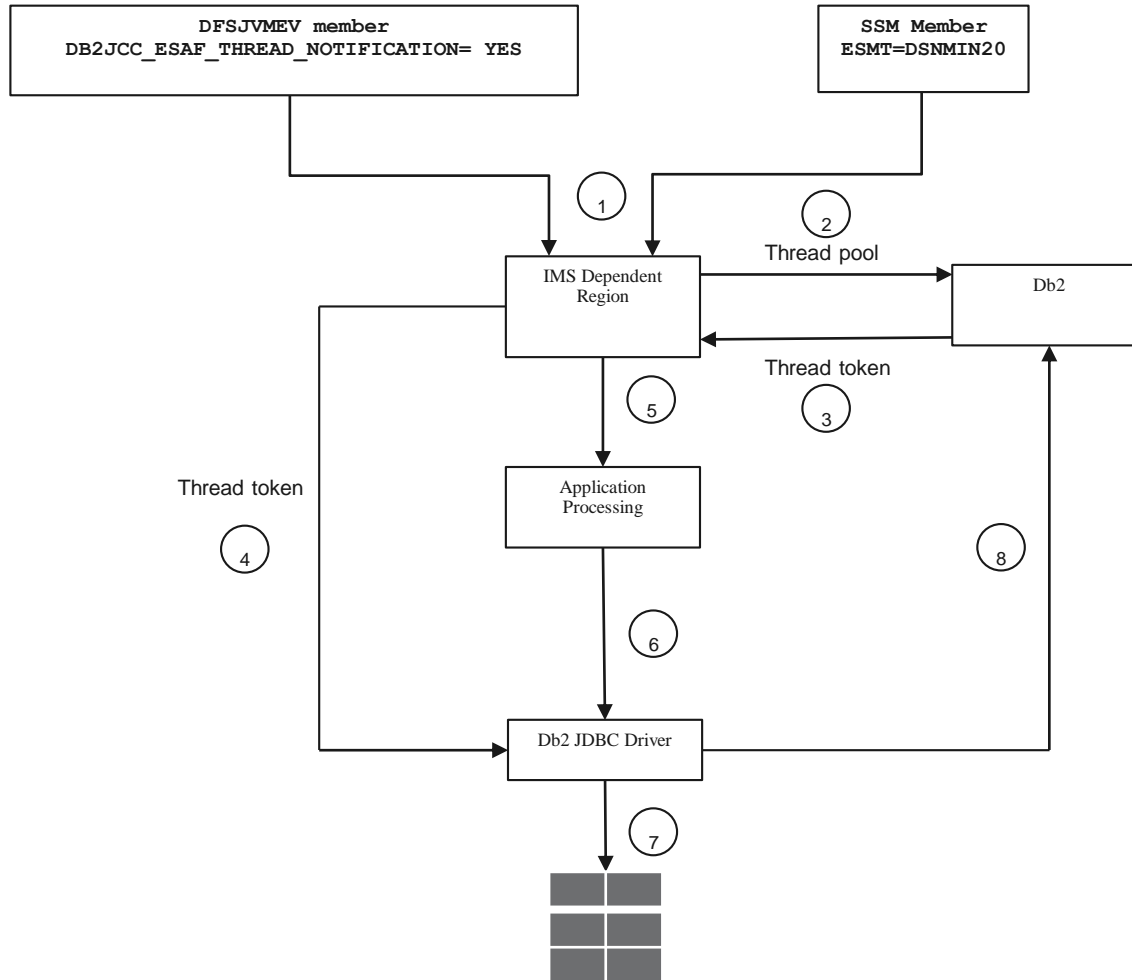 DFSJVMEV member
DB2JCC_ESAF_THREAD_NOTIFICATION= YES
SSM Member
ESMT=DSNMIN20
1
2
Thread pool
IMS Dependent
Region
Db2
Thread token
3
5
Application
Processing
Thread token
4
8
6
Db2 JDBC Driver
7